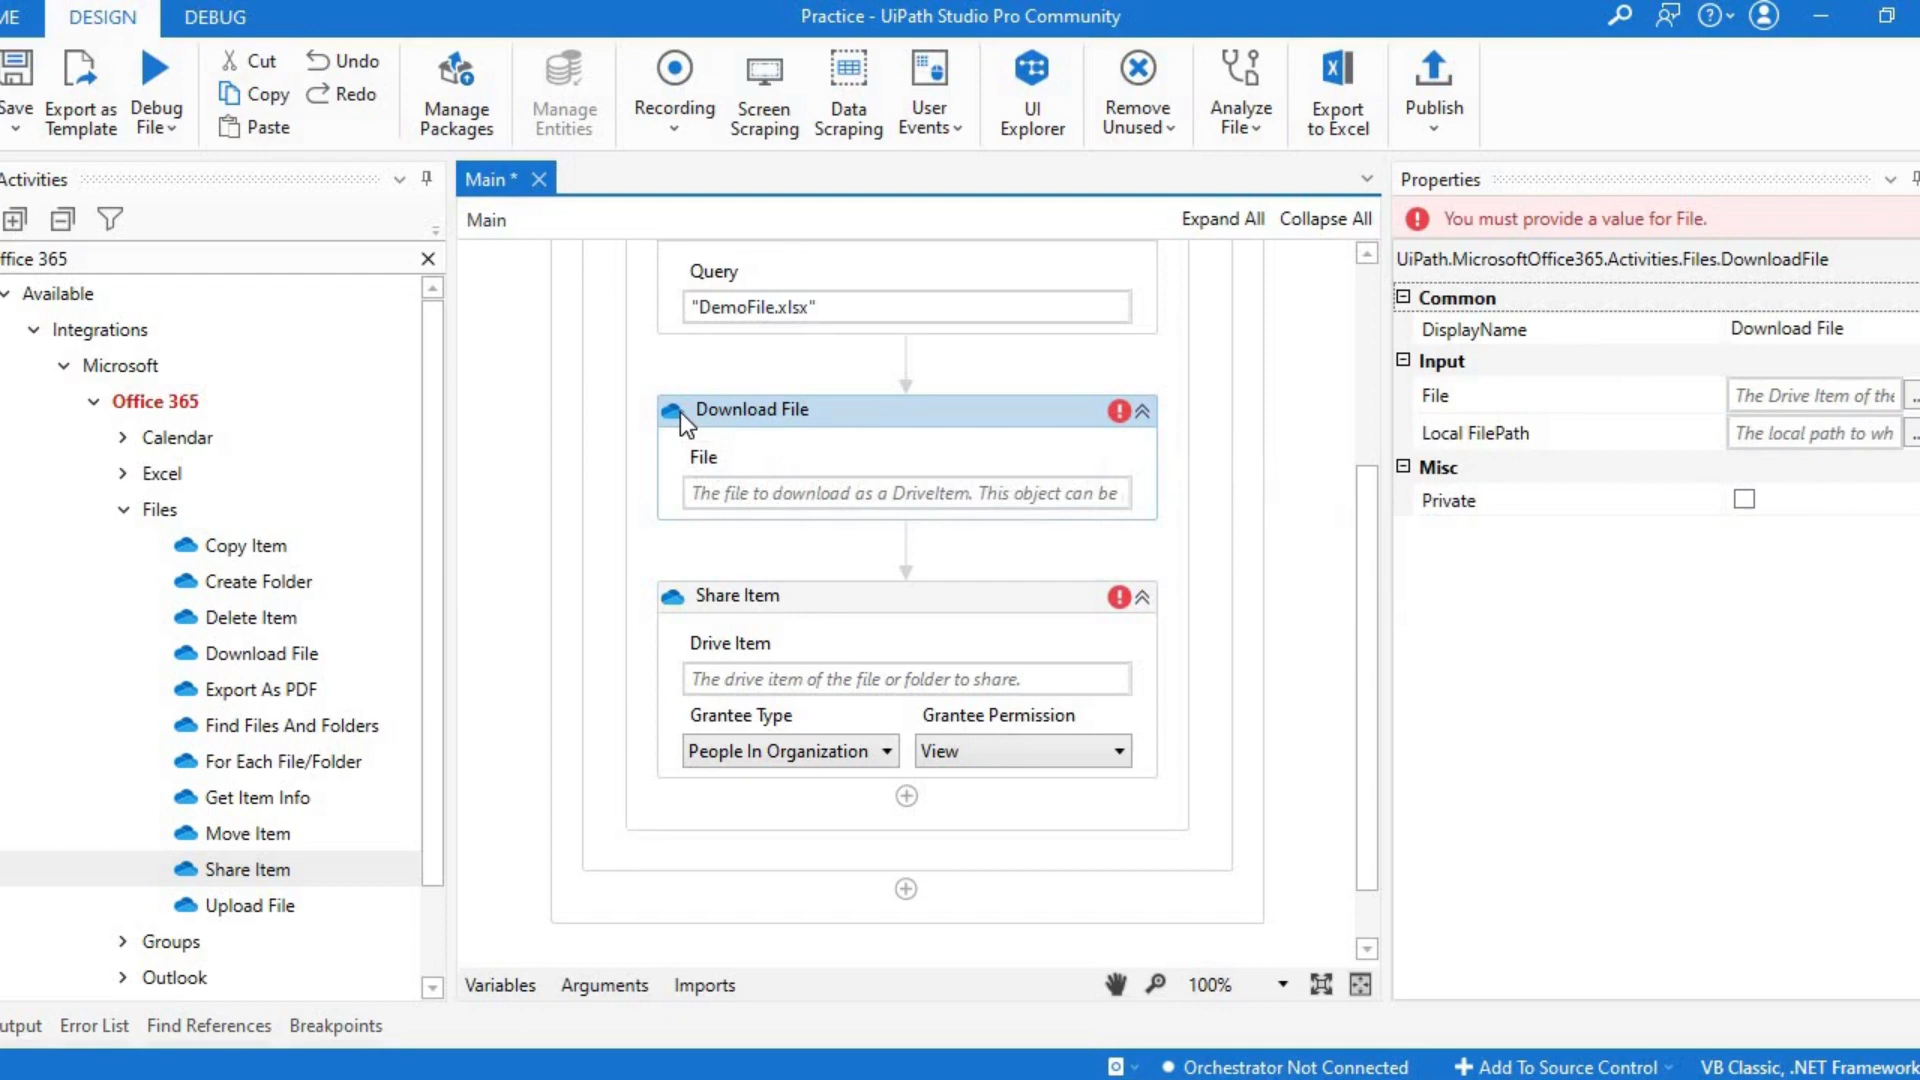 ME
DESIGN
DEBUG
Practice - UiPath Studio Pro Community
Save
Export as
Template
Debug
File
Cut
Copy
Paste
Undo
Redo
Manage
Packages
Manage
Entities
Recording
Screen
Scraping
Data
Scraping
User
Events
UI
Explorer
Remove
Unused
Analyze
File
Export
to Excel
Publish
Activities
ffice 365
Available
Integrations
Microsoft
Office 365
Calendar
Excel
Files
Copy Item
Create Folder
Delete Item
Download File
Export As PDF
Find Files And Folders
For Each File/Folder
Get Item Info
Move Item
Share Item
Upload File
Groups
Outlook
Main *
Main
Expand All
Collapse All
Query
"DemoFile.xlsx"
Download File
File
The file to download as a DriveItem. This object can be
Share Item
Drive Item
The drive item of the file or folder to share.
Grantee Type
Grantee Permission
People In Organization
View
Variables
Arguments
Imports
100%
Properties
You must provide a value for File.
UiPath.MicrosoftOffice365.Activities.Files.DownloadFile
Common
DisplayName
Download File
Input
File
The Drive Item of the
...
Local FilePath
The local path to wh
...
Misc
Private
utput
Error List
Find References
Breakpoints
Orchestrator Not Connected
Add To Source Control
VB Classic, .NET Framework